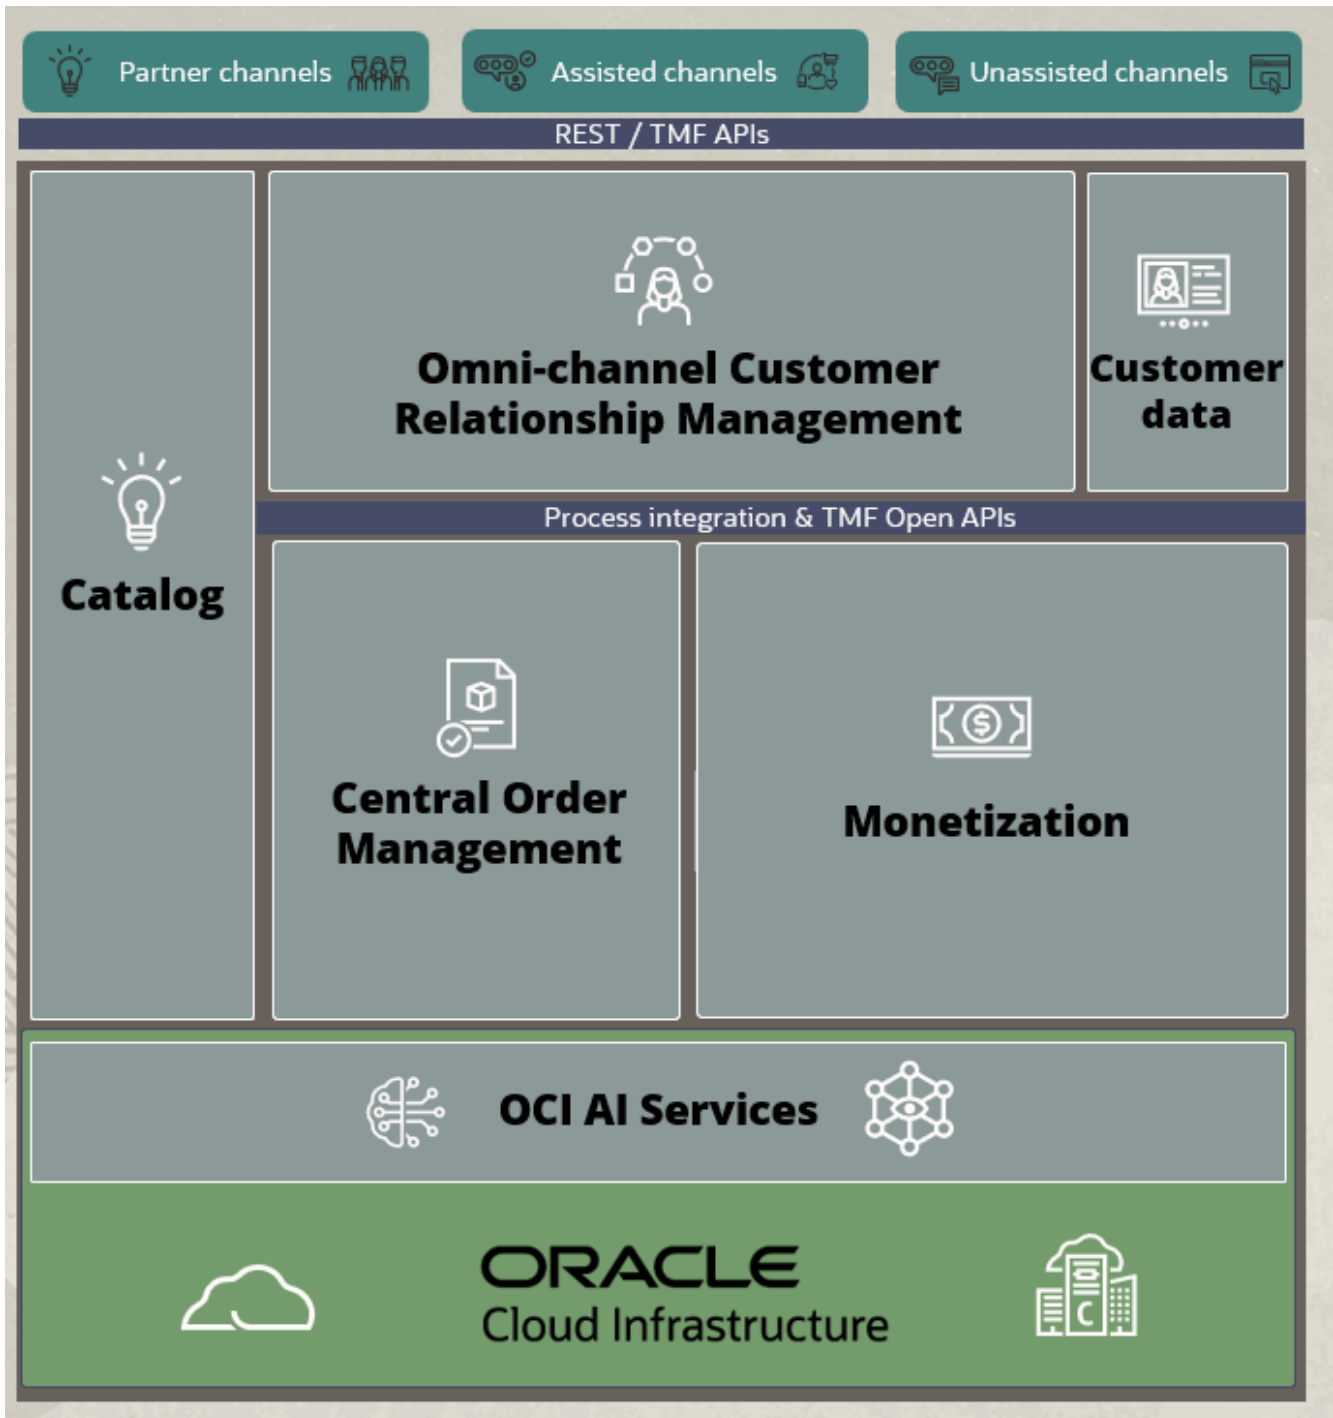 Partner channels
Assisted channels
Unassisted channels
REST / TMF APIs
Omni-channel Customer
Relationship Management
Customer
data
Process integration & TMF Open APIs
Catalog
Central Order
Management
Monetization
OCI AI Services
ORACLE
Cloud Infrastructure
C